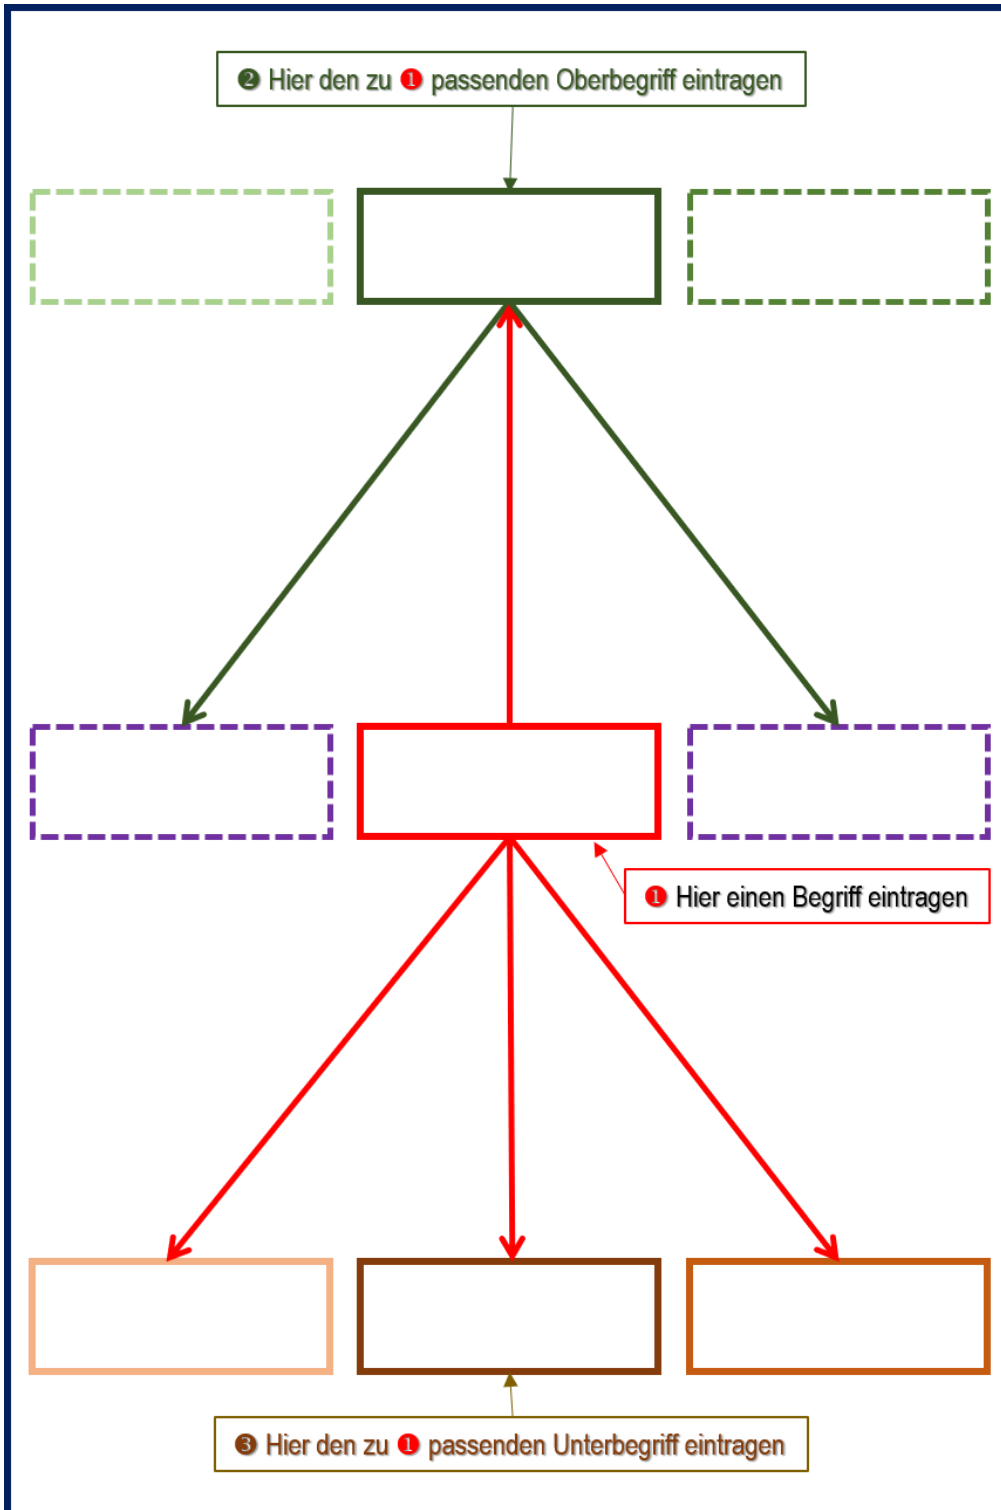 ❷ Hier den zu ❶ passenden Oberbegriff eintragen
❶ Hier einen Begriff eintragen
❸ Hier den zu ❶ passenden Unterbegriff eintragen